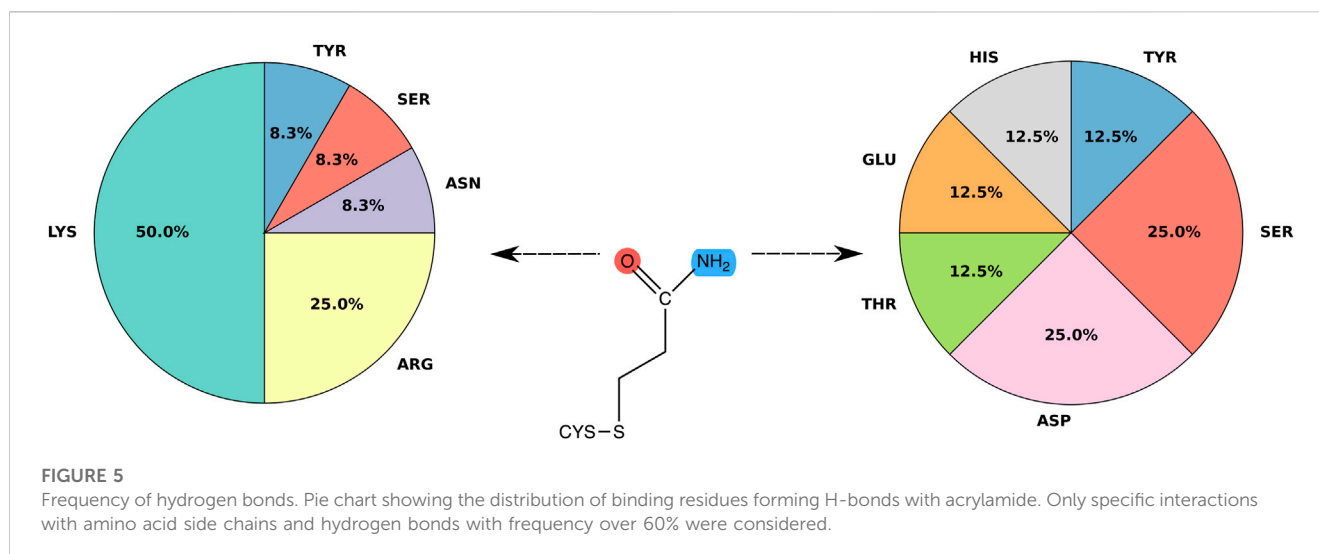 TYR
8.3%
SER
8.3%
ASN
8.3%
LYS
50.0%
25.0%
ARG
O
NH2
C
CYS–S
HIS
TYR
12.5%
12.5%
GLU
12.5%
25.0%
SER
12.5%
THR
25.0%
ASP
FIGURE 5
Frequency of hydrogen bonds. Pie chart showing the distribution of binding residues forming H-bonds with acrylamide. Only specific interactions
with amino acid side chains and hydrogen bonds with frequency over 60% were considered.